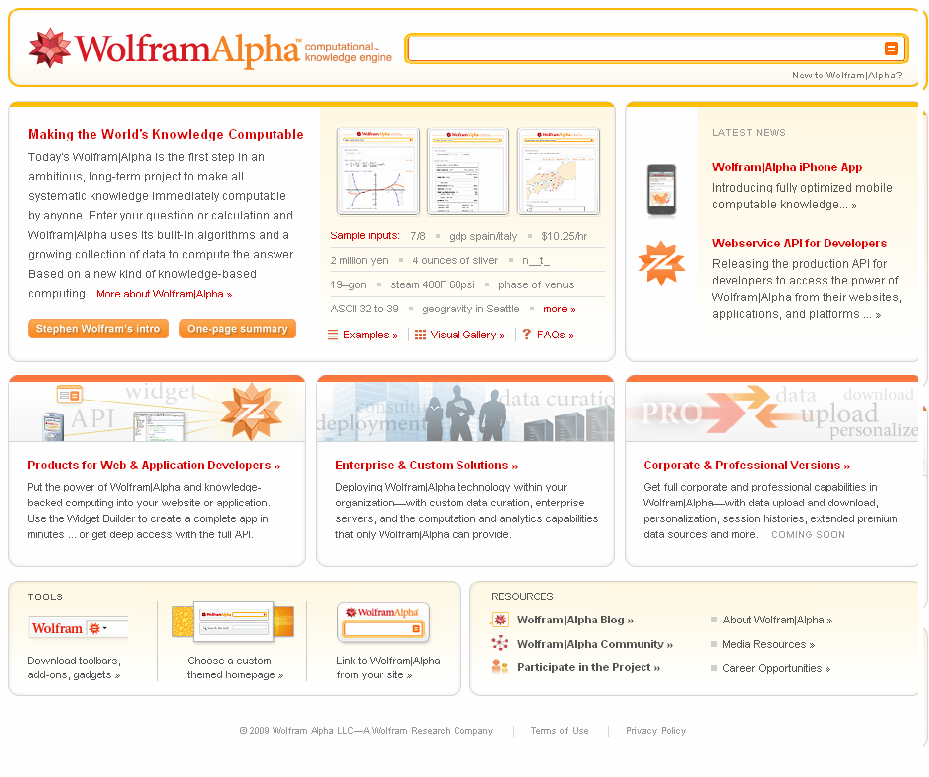 WolframAlpha™ computational™
knowledge engine
New to Wolfram|Alpha?
Making the World's Knowledge Computable
Today's Wolfram|Alpha is the first step in an
ambitious, long-term project to make all
systematic knowledge immediately computable
by anyone. Enter your question or calculation and
Wolfram|Alpha uses its built-in algorithms and a
growing collection of data to compute the answer.
Based on a new kind of knowledge-based
computing... More about Wolfram|Alpha »
Stephen Wolfram's intro One-page summary
Sample inputs: 7/8 gdp spain/italy $10.25/hr
2 million yen 4 ounces of silver n__t_
19-gon steam 400F 60psi phase of venus
ASCII 32 to 39 geogravity in Seattle more »
Examples » Visual Gallery » ? FAQs »
LATEST NEWS
Wolfram|Alpha iPhone App
Introducing fully optimized mobile
computable knowledge... »
Webservice API for Developers
Releasing the production API for
developers to access the power of
Wolfram|Alpha from their websites,
applications, and platforms ... »
widget
API
consulting
deployment
data curatio
PRO
data
download
upload
personalize
Products for Web & Application Developers »
Put the power of Wolfram|Alpha and knowledge-
backed computing into your website or application.
Use the Widget Builder to create a complete app in
minutes ... or get deep access with the full API.
Enterprise & Custom Solutions »
Deploying Wolfram|Alpha technology within your
organization—with custom data curation, enterprise
servers, and the computation and analytics capabilities
that only Wolfram|Alpha can provide.
Corporate & Professional Versions »
Get full corporate and professional capabilities in
Wolfram|Alpha—with data upload and download,
personalization, session histories, extended premium
data sources and more. COMING SOON
TOOLS
Wolfram
WolframAlpha
WolframAlpha
Download toolbars,
add-ons, gadgets »
Choose a custom
themed homepage »
Link to Wolfram|Alpha
from your site »
RESOURCES
Wolfram|Alpha Blog »
Wolfram|Alpha Community »
Participate in the Project »
About Wolfram|Alpha »
Media Resources »
Career Opportunities »
© 2009 Wolfram Alpha LLC—A Wolfram Research Company Terms of Use Privacy Policy